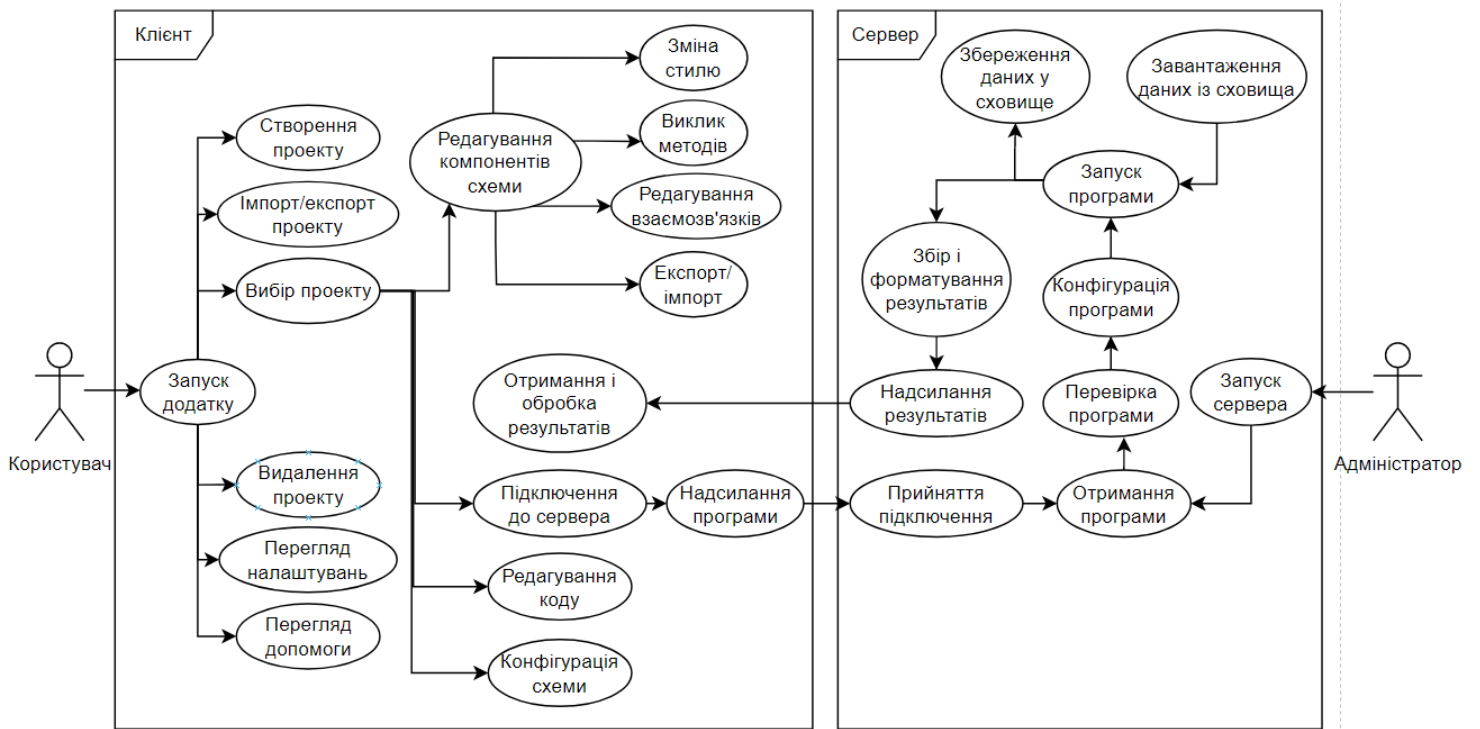 Клієнт
Зміна
стилю
Створення
проекту
Редагування
компонентів
схеми
Виклик
методів
Імпорт/експорт
проекту
Редагування
взаємозв'язків
Вибір проекту
Експорт/
імпорт
Запуск
додатку
Користувач
Отримання і
обробка
результатів
Видалення
проекту
Підключення
до сервера
Надсилання
програми
Перегляд
налаштувань
Редагування
коду
Перегляд
допомоги
Конфігурація
схеми
Сервер
Збереження
даних у
сховище
Завантаження
даних із сховища
Запуск
програми
Збір і
форматування
результатів
Конфігурація
програми
Надсилання
результатів
Перевірка
програми
Запуск
сервера
Адміністратор
Прийняття
підключення
Отримання
програми